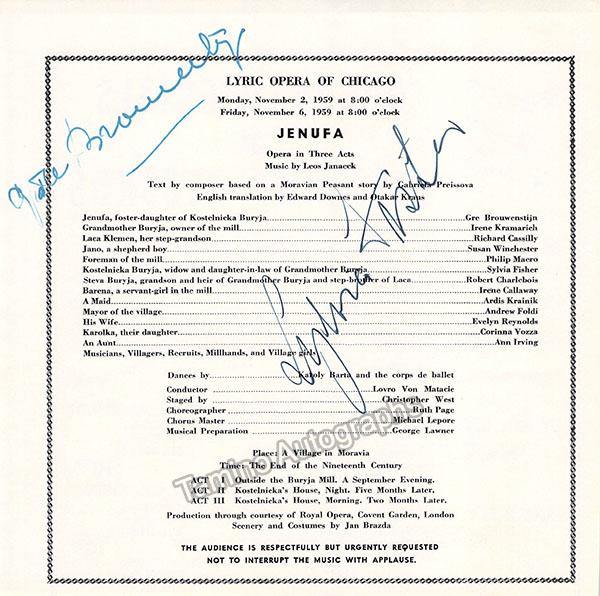 LYRIC OPERA OF CHICAGO
Monday, November 2, 1959 at 8:00 o'clock
Friday, November 6, 1959 at 8:00 o'clock
JENUFA
Opera in Three Acts
Music by Leos Janacek
Text by composer based on a Moravian Peasant story by Gabriela Preissova
English translation by Edward Downes and Otakar Kraus
Jenufa, foster-daughter of Kostelnicka Buryja Gre Brouwenstijn
Grandmother Buryja, owner of the mill Irene Kramarich
Laca Klemen, her step-grandson Richard Cassilly
Jano, a shepherd boy Susan Winchester
Foreman of the mill Philip Maero
Kostelnicka Buryja, widow and daughter-in-law of Grandmother Buryja Sylvia Fisher
Steva Buryja, grandson and heir of Grandmother Buryja and step-brother of Laca Robert Charlebois
Barena, a servant-girl in the mill Irene Callaway
A Maid Ardis Krainik
Mayor of the village Andrew Foldi
His Wife Evelyn Reynolds
Karolka, their daughter Corinna Vozza
An Aunt Ann Irving
Musicians, Villagers, Recruits, Millhands, and Village girls
Dances by Karoly Barta and the corps de ballet
Conductor Lovro Von Matacic
Staged by Christopher West
Choreographer Ruth Page
Chorus Master Michael Lepore
Musical Preparation George Lawner
Place: A Village in Moravia
Time: The End of the Nineteenth Century
ACT I Outside the Buryja Mill. A September Evening.
ACT II Kostelnicka's House, Night. Five Months Later.
ACT III Kostelnicka's House, Morning. Two Months Later.
Production through courtesy of Royal Opera, Covent Garden, London
Scenery and Costumes by Jan Brazda
THE AUDIENCE IS RESPECTFULLY BUT URGENTLY REQUESTED
NOT TO INTERRUPT THE MUSIC WITH APPLAUSE.
Gré Brouwenstijn
Sylvia Fisher
Tamino Autographs